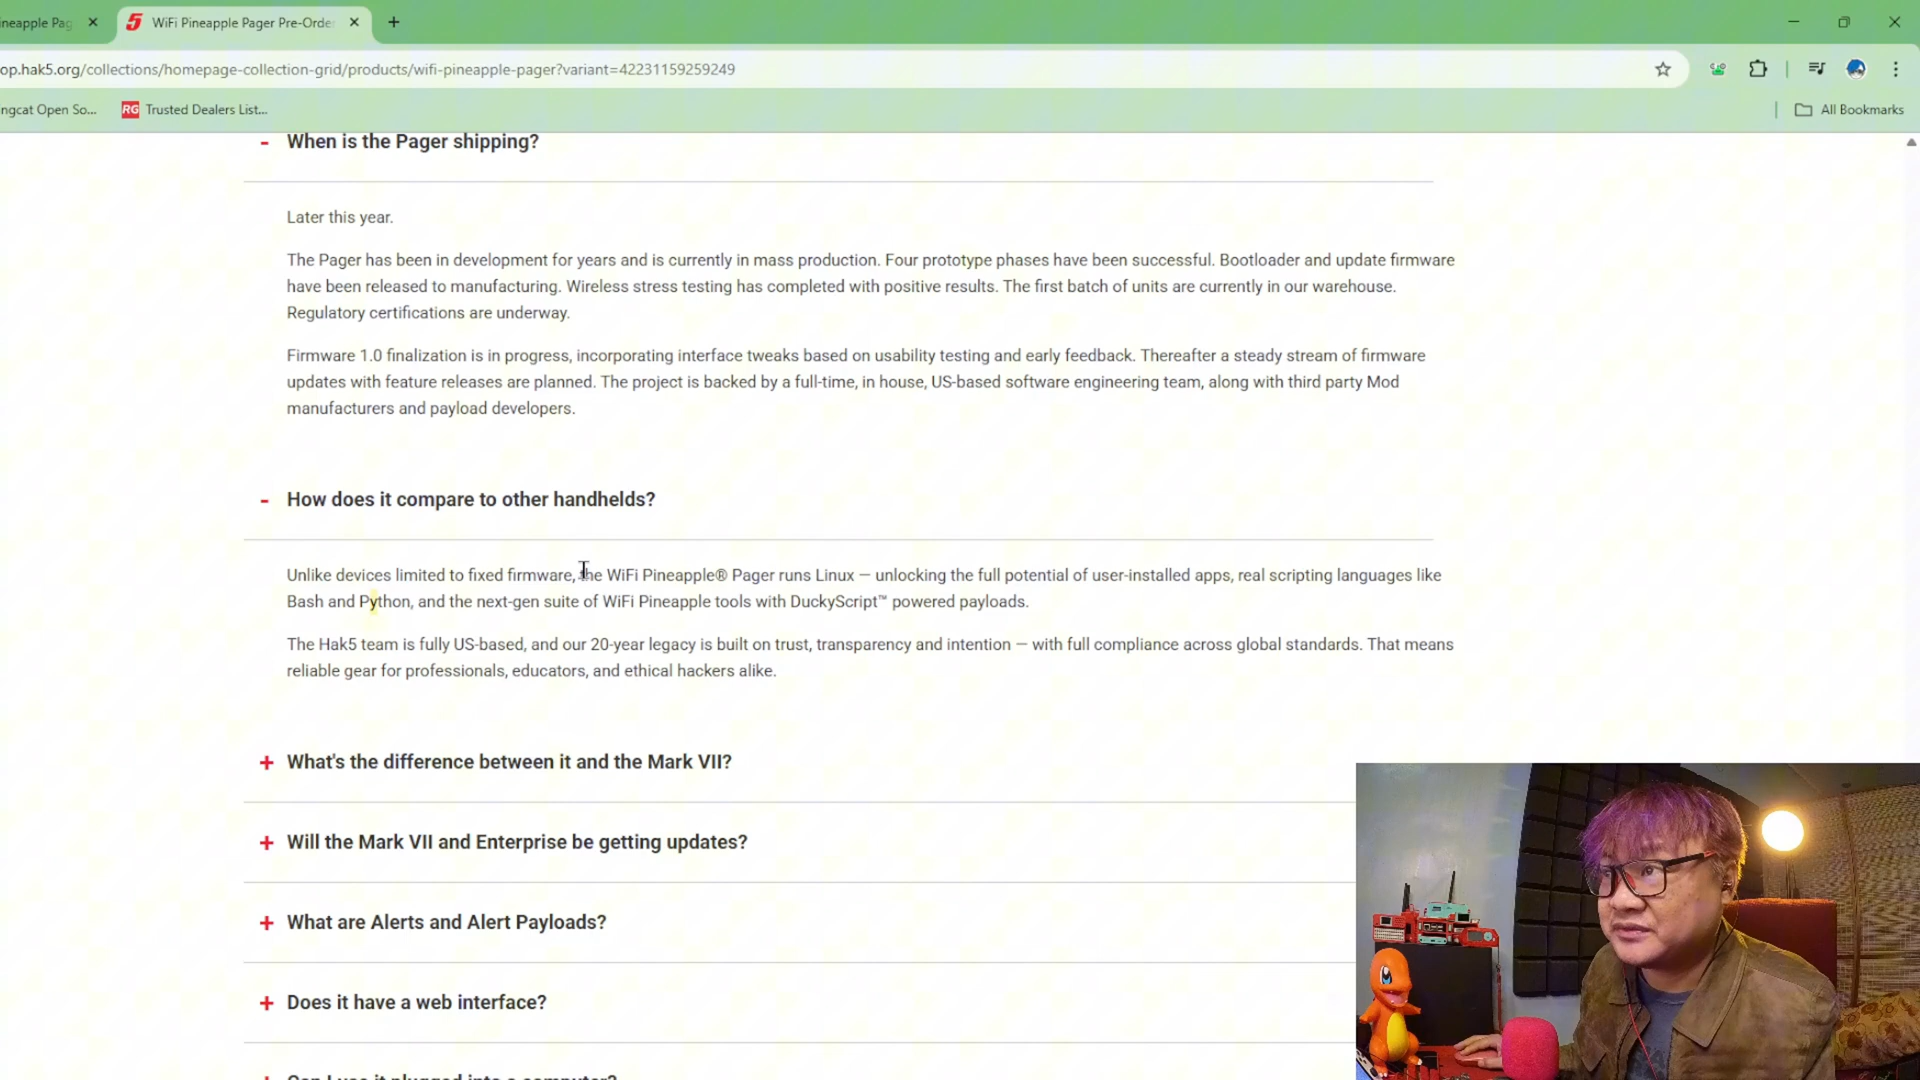 ineapple Pag
WiFi Pineapple Pager Pre-Orde
op.hak5.org/collections/homepage-collection-grid/products/wifi-pineapple-pager?variant=42231159259249
ngcat Open So...
RG Trusted Dealers List...
All Bookmarks
- When is the Pager shipping?
Later this year.
The Pager has been in development for years and is currently in mass production. Four prototype phases have been successful. Bootloader and update firmware
have been released to manufacturing. Wireless stress testing has completed with positive results. The first batch of units are currently in our warehouse.
Regulatory certifications are underway.
Firmware 1.0 finalization is in progress, incorporating interface tweaks based on usability testing and early feedback. Thereafter a steady stream of firmware
updates with feature releases are planned. The project is backed by a full-time, in house, US-based software engineering team, along with third party Mod
manufacturers and payload developers.
- How does it compare to other handhelds?
Unlike devices limited to fixed firmware, the WiFi Pineapple® Pager runs Linux — unlocking the full potential of user-installed apps, real scripting languages like
Bash and Python, and the next-gen suite of WiFi Pineapple tools with DuckyScript™ powered payloads.
The Hak5 team is fully US-based, and our 20-year legacy is built on trust, transparency and intention — with full compliance across global standards. That means
reliable gear for professionals, educators, and ethical hackers alike.
+ What's the difference between it and the Mark VII?
+ Will the Mark VII and Enterprise be getting updates?
+ What are Alerts and Alert Payloads?
+ Does it have a web interface?
Can I use it plugged into a computer?